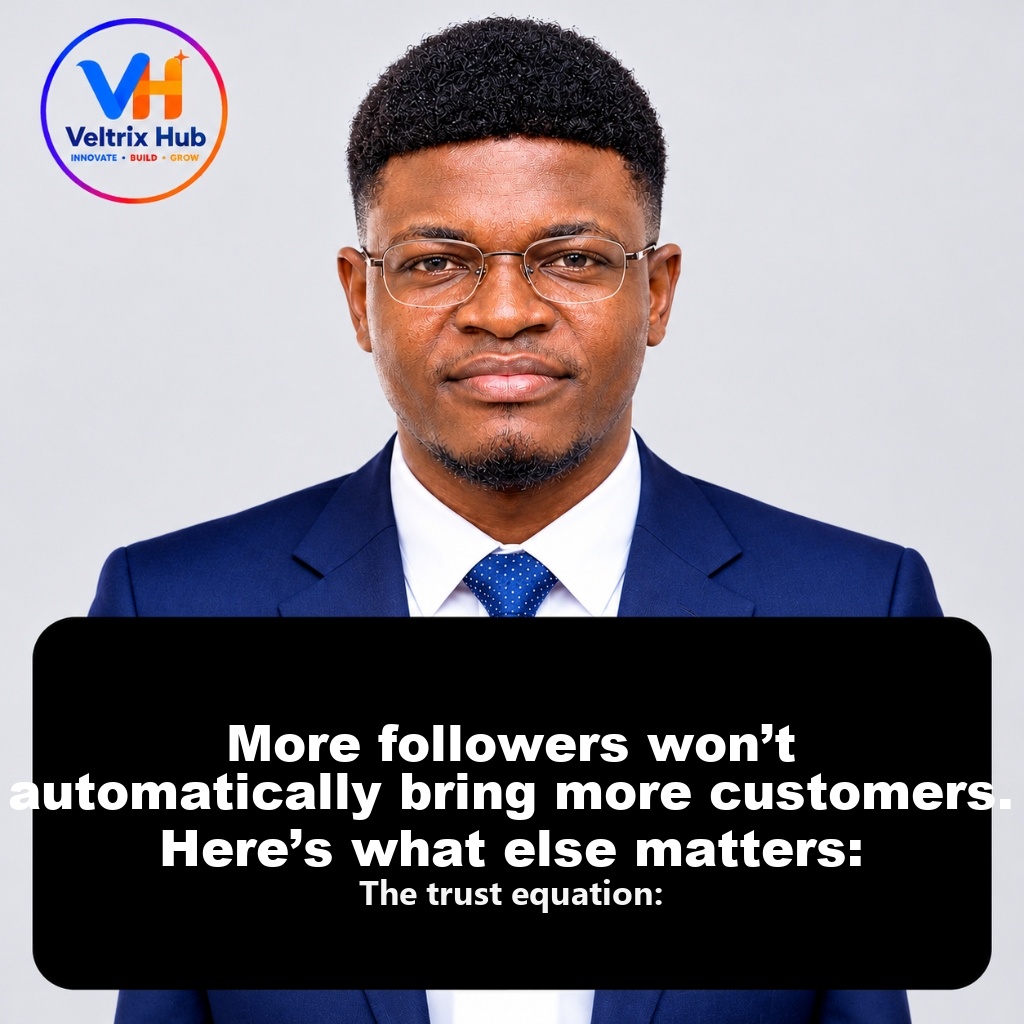 VH
Veltrix Hub
INNOVATE • BUILD • GROW
More followers won’t
automatically bring more customers.
Here’s what else matters:
The trust equation: